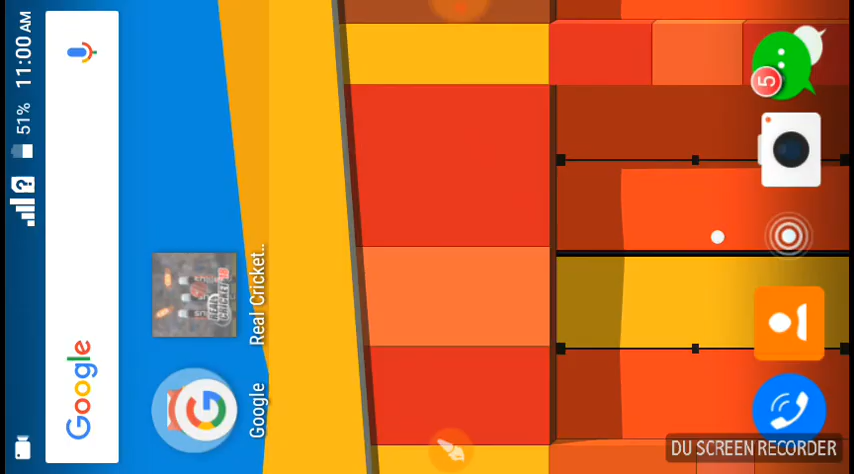 51% 11:00 AM
Google
Real Cricket..
Google
5
DU SCREEN RECORDER